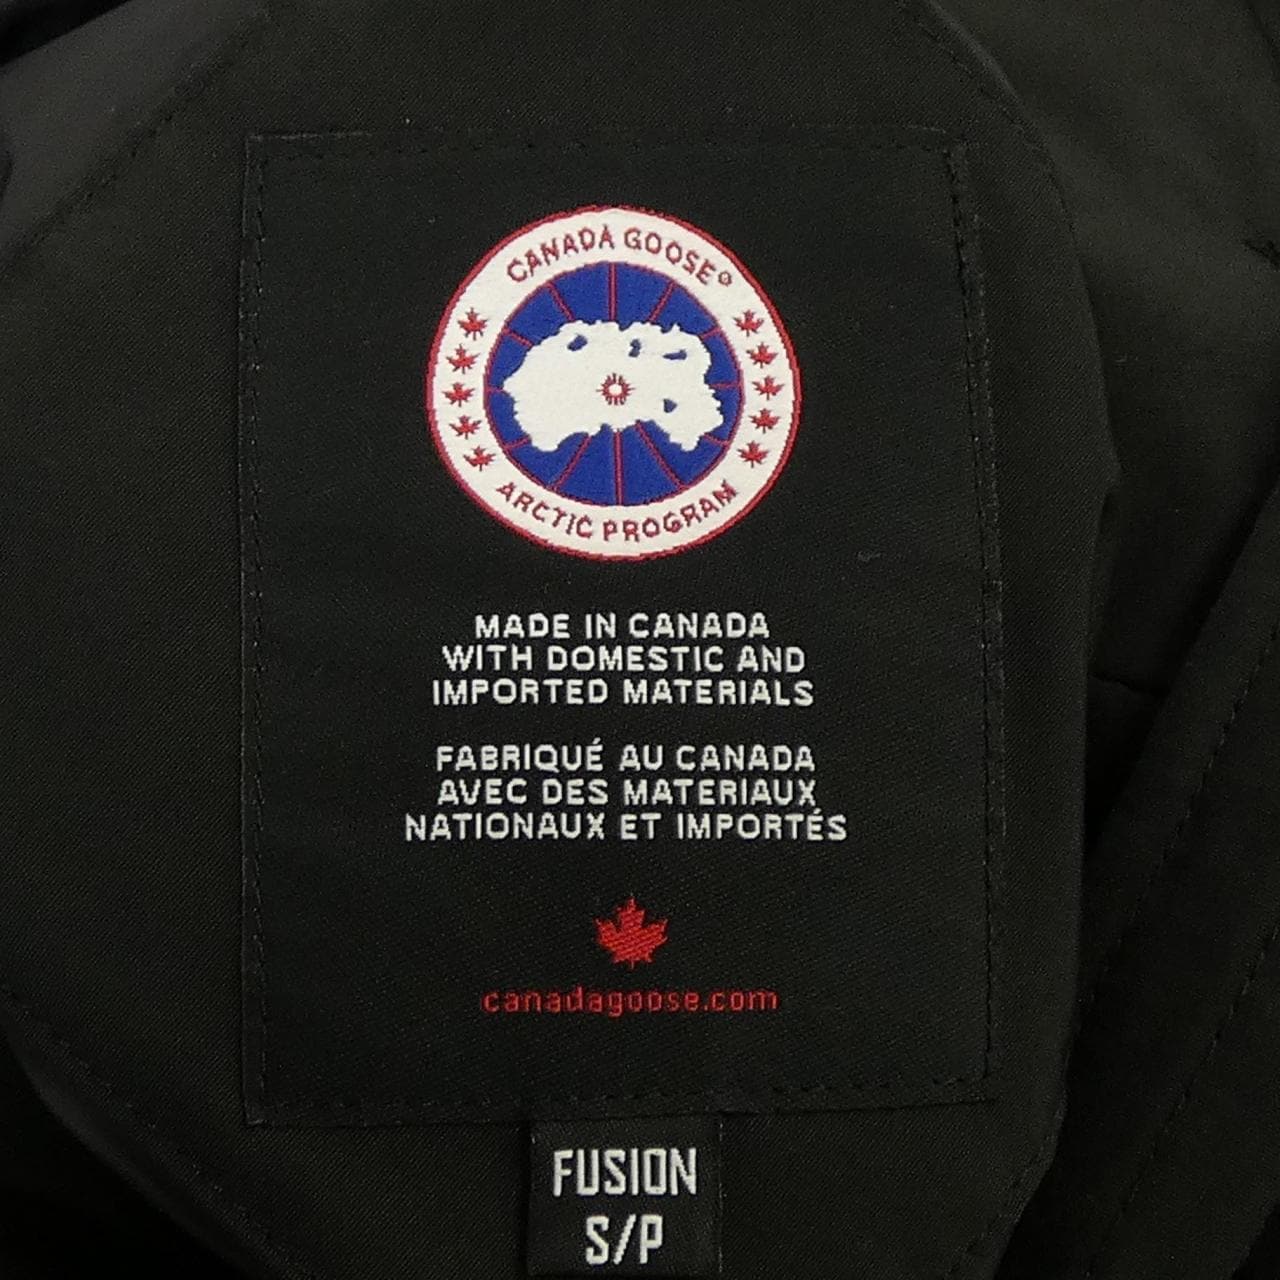 CANADA GOOSE®
ARCTIC PROGRAM
MADE IN CANADA
WITH DOMESTIC AND
IMPORTED MATERIALS
FABRIQUÉ AU CANADA
AVEC DES MATERIAUX
NATIONAUX ET IMPORTÉS
canadagoose.com
FUSION
S/P